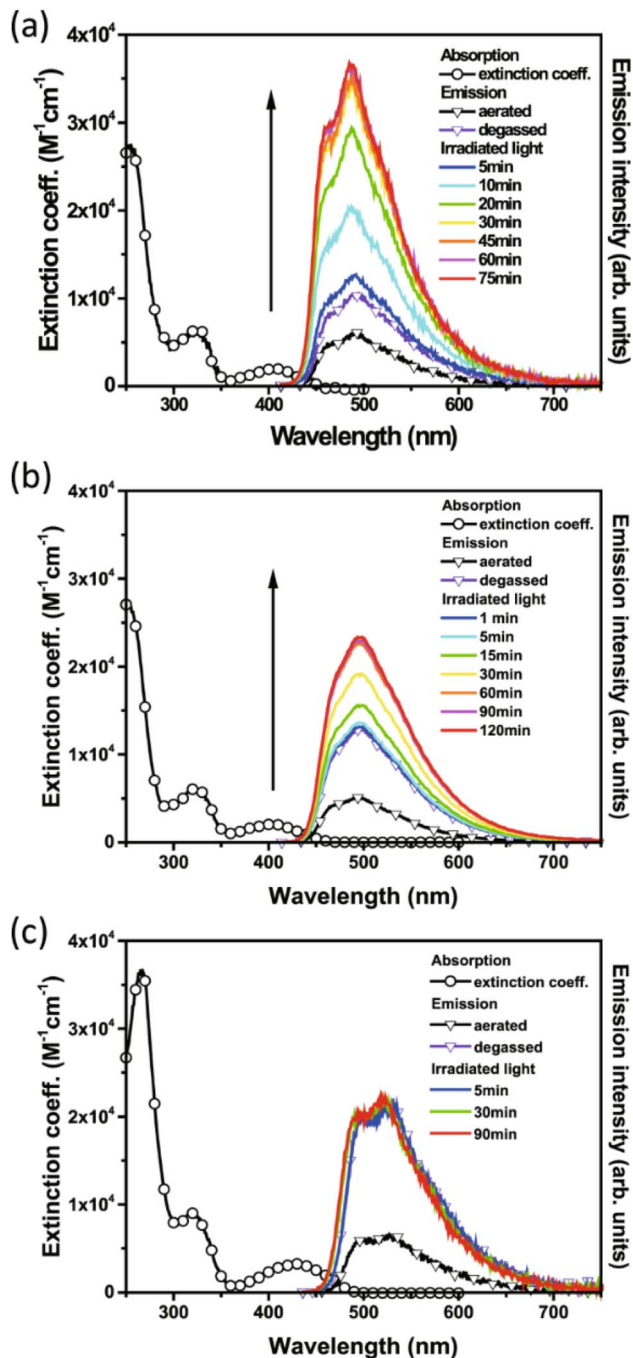 (a)
4x10⁴
3x10⁴
2x10⁴
1x10⁴
0
Extinction coeff. (M⁻¹cm⁻¹)
Absorption
extinction coeff.
Emission
aerated
degassed
Irradiated light
5min
10min
20min
30min
45min
60min
75min
Emission intensity (arb. units)
300 400 500 600 700
Wavelength (nm)
(b)
4x10⁴
3x10⁴
2x10⁴
1x10⁴
0
Extinction coeff. (M⁻¹cm⁻¹)
Absorption
extinction coeff.
Emission
aerated
degassed
Irradiated light
1 min
5min
15min
30min
60min
90min
120min
Emission intensity (arb. units)
300 400 500 600 700
Wavelength (nm)
(c)
4x10⁴
3x10⁴
2x10⁴
1x10⁴
0
Extinction coeff. (M⁻¹cm⁻¹)
Absorption
extinction coeff.
Emission
aerated
degassed
Irradiated light
5min
30min
90min
Emission intensity (arb. units)
300 400 500 600 700
Wavelength (nm)